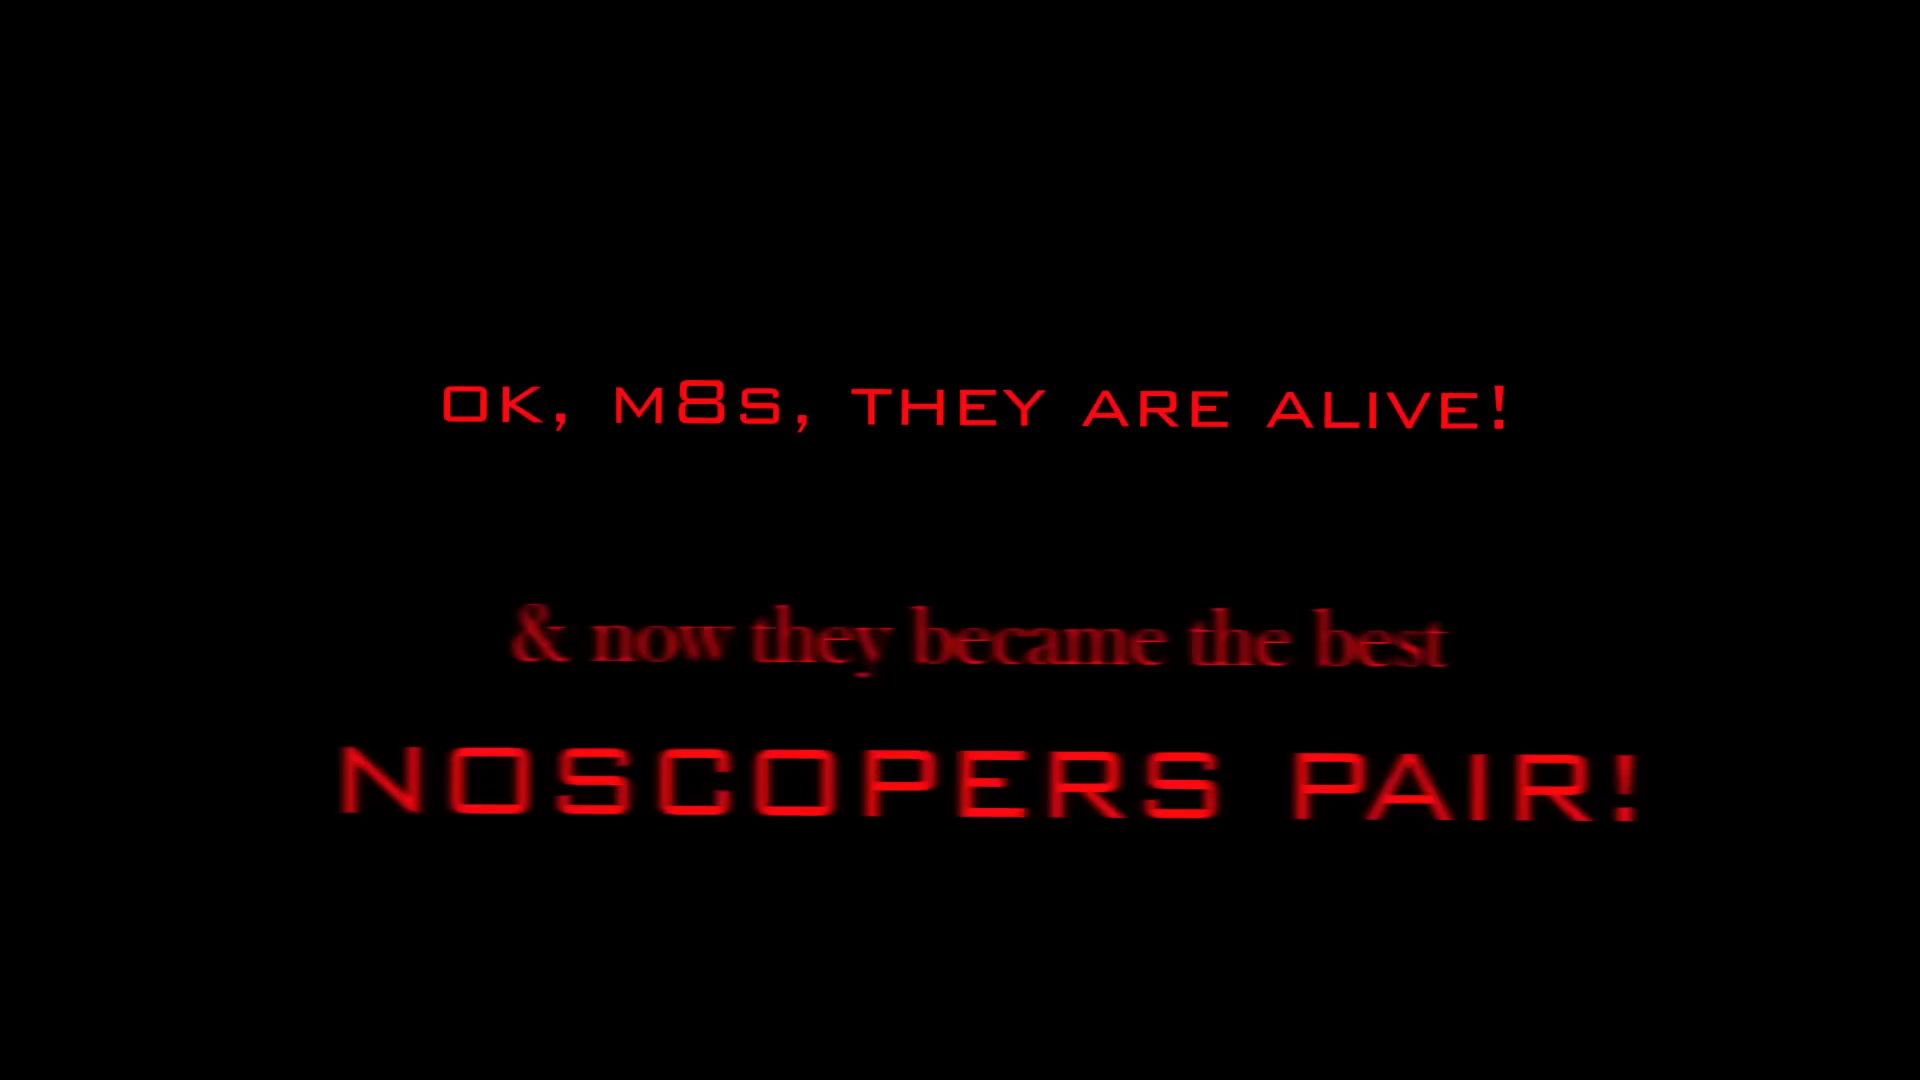 OK, M8S, THEY ARE ALIVE!
& now they became the best
NOSCOPERS PAIR!